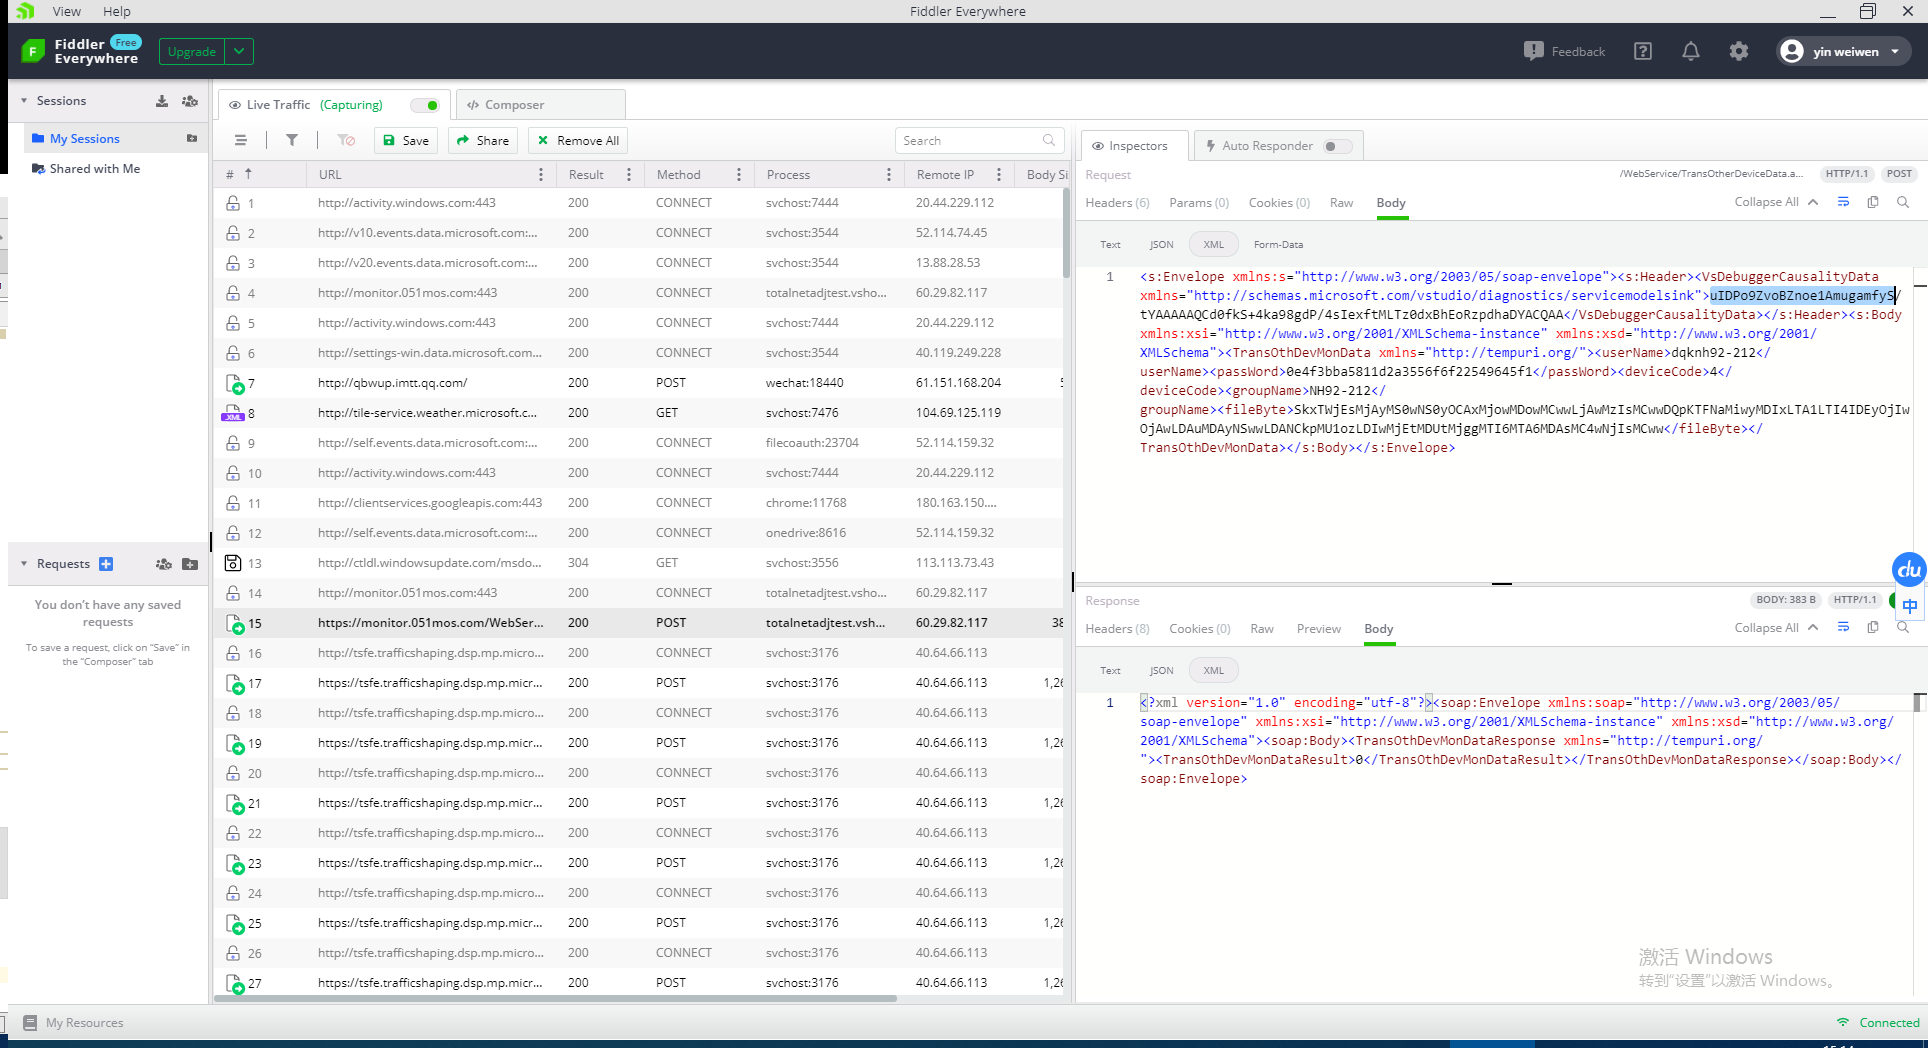 View Help
Fiddler Everywhere
Fiddler Free
Everywhere
Upgrade
Feedback
yin weiwen
Sessions
My Sessions
Shared with Me
Requests
You don't have any saved
requests
To save a request, click on "Save" in
the "Composer" tab
Live Traffic (Capturing)
Composer
Save Share Remove All
Search
# URL Result Method Process Remote IP Body Si
1 http://activity.windows.com:443 200 CONNECT svchost:7444 20.44.229.112
2 http://v10.events.data.microsoft.com:... 200 CONNECT svchost:3544 52.114.74.45
3 http://v20.events.data.microsoft.com:... 200 CONNECT svchost:3544 13.88.28.53
4 http://monitor.051mos.com:443 200 CONNECT totalnetadjtest.vsho... 60.29.82.117
5 http://activity.windows.com:443 200 CONNECT svchost:7444 20.44.229.112
6 http://settings-win.data.microsoft.com... 200 CONNECT svchost:3544 40.119.249.228
7 http://qbwup.imtt.qq.com/ 200 POST wechat:18440 61.151.168.204
8 http://tile-service.weather.microsoft.c... 200 GET svchost:7476 104.69.125.119
9 http://self.events.data.microsoft.com:... 200 CONNECT filecoauth:23704 52.114.159.32
10 http://activity.windows.com:443 200 CONNECT svchost:7444 20.44.229.112
11 http://clientservices.googleapis.com:443 200 CONNECT chrome:11768 180.163.150....
12 http://self.events.data.microsoft.com:... 200 CONNECT onedrive:8616 52.114.159.32
13 http://ctldl.windowsupdate.com/msdo... 304 GET svchost:3556 113.113.73.43
14 http://monitor.051mos.com:443 200 CONNECT totalnetadjtest.vsho... 60.29.82.117
15 https://monitor.051mos.com/WebSer... 200 POST totalnetadjtest.vsh... 60.29.82.117 38
16 http://tsfe.trafficshaping.dsp.mp.micro... 200 CONNECT svchost:3176 40.64.66.113
17 https://tsfe.trafficshaping.dsp.mp.micr... 200 POST svchost:3176 40.64.66.113 1,26
18 http://tsfe.trafficshaping.dsp.mp.micro... 200 CONNECT svchost:3176 40.64.66.113
19 https://tsfe.trafficshaping.dsp.mp.micr... 200 POST svchost:3176 40.64.66.113 1,26
20 http://tsfe.trafficshaping.dsp.mp.micro... 200 CONNECT svchost:3176 40.64.66.113
21 https://tsfe.trafficshaping.dsp.mp.micr... 200 POST svchost:3176 40.64.66.113 1,26
22 http://tsfe.trafficshaping.dsp.mp.micro... 200 CONNECT svchost:3176 40.64.66.113
23 https://tsfe.trafficshaping.dsp.mp.micr... 200 POST svchost:3176 40.64.66.113 1,26
24 http://tsfe.trafficshaping.dsp.mp.micro... 200 CONNECT svchost:3176 40.64.66.113
25 https://tsfe.trafficshaping.dsp.mp.micr... 200 POST svchost:3176 40.64.66.113 1,26
26 http://tsfe.trafficshaping.dsp.mp.micro... 200 CONNECT svchost:3176 40.64.66.113
27 https://tsfe.trafficshaping.dsp.mp.micr... 200 POST svchost:3176 40.64.66.113 1,26
Inspectors Auto Responder
Request /WebService/TransOtherDeviceData.a... HTTP/1.1 POST
Headers (6) Params (0) Cookies (0) Raw Body Collapse All
Text JSON XML Form-Data
1 <s:Envelope xmlns:s="http://www.w3.org/2003/05/soap-envelope"><s:Header><VsDebuggerCausalityData
xmlns="http://schemas.microsoft.com/vstudio/diagnostics/servicemodelsink">uIDPo9ZvoBZnoe1AmugamfyS/
tYAAAAAQCd0fkS+4ka98gdP/4sIexftMLTz0dxBhEoRzpdhaDYACQAA</VsDebuggerCausalityData></s:Header><s:Body
xmlns:xsi="http://www.w3.org/2001/XMLSchema-instance" xmlns:xsd="http://www.w3.org/2001/
XMLSchema"><TransOthDevMonData xmlns="http://tempuri.org/"><userName>dqknh92-212</
userName><passWord>0e4f3bba5811d2a3556f6f22549645f1</passWord><deviceCode>4</
deviceCode><groupName>NH92-212</
groupName><fileByte>SkxTWjEsMjAyMS0wNS0yOCAxMjowMDowMCwwLjAwMzIsMCwwDQpKTFNaMiwyMDIxLTA1LTI4IDEyOjIw
OjAwLDAuMDAyNSwwLDANCkpMU1ozLDIwMjEtMDUtMjggMTI6MTA6MDAsMC4wNjIsMCww</fileByte></
TransOthDevMonData></s:Body></s:Envelope>
du
中
Response BODY: 383 B HTTP/1.1
Headers (8) Cookies (0) Raw Preview Body Collapse All
Text JSON XML
1 <?xml version="1.0" encoding="utf-8"?><soap:Envelope xmlns:soap="http://www.w3.org/2003/05/
soap-envelope" xmlns:xsi="http://www.w3.org/2001/XMLSchema-instance" xmlns:xsd="http://www.w3.org/
2001/XMLSchema"><soap:Body><TransOthDevMonDataResponse xmlns="http://tempuri.org/
"><TransOthDevMonDataResult>0</TransOthDevMonDataResult></TransOthDevMonDataResponse></soap:Body></
soap:Envelope>
激活 Windows
转到"设置"以激活 Windows。
My Resources
Connected